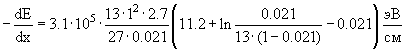 -dE/dx = 3.1·10⁵ · (13·1²·2.7)/(27·0.021) (11.2 + ln 0.021/(13·(1-0.021)) - 0.021) эВ/см